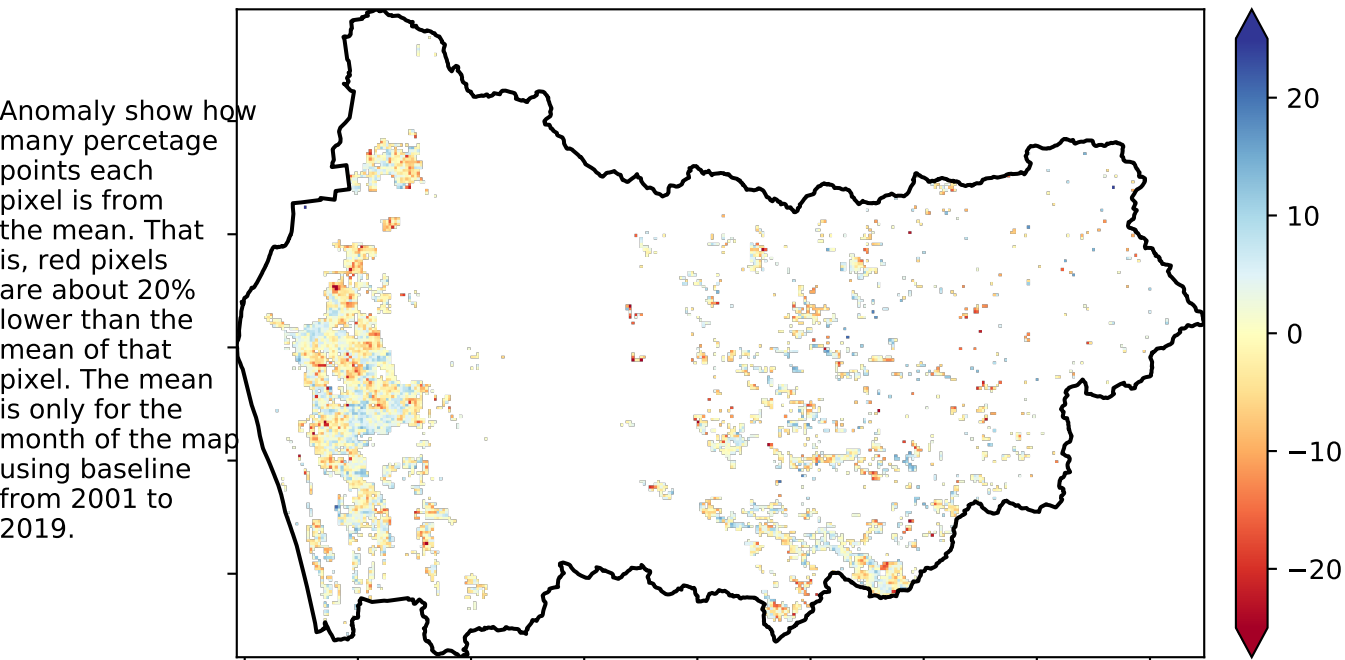 Anomaly show how
many percetage
points each
pixel is from
the mean. That
is, red pixels
are about 20%
lower than the
mean of that
pixel. The mean
is only for the
month of the map
using baseline
from 2001 to
2019.
20
10
0
−10
−20